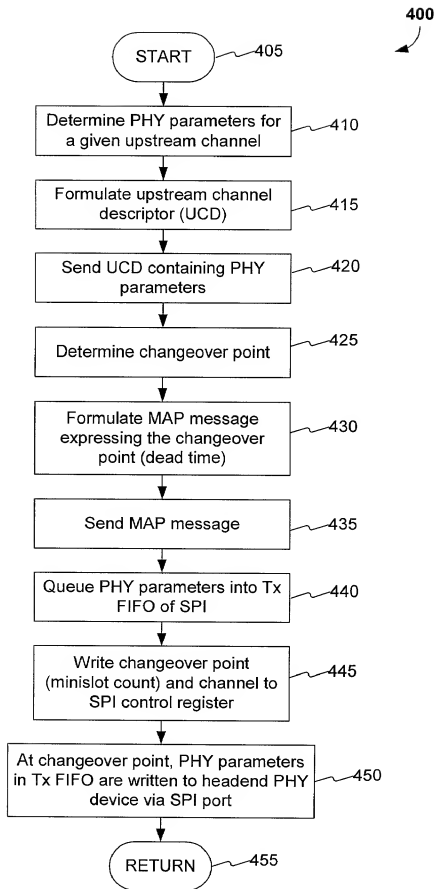 400
START
405
Determine PHY parameters for
a given upstream channel
410
Formulate upstream channel
descriptor (UCD)
415
Send UCD containing PHY
parameters
420
Determine changeover point
425
Formulate MAP message
expressing the changeover
point (dead time)
430
Send MAP message
435
Queue PHY parameters into Tx
FIFO of SPI
440
Write changeover point
(minislot count) and channel to
SPI control register
445
At changeover point, PHY parameters
in Tx FIFO are written to headend PHY
device via SPI port
450
RETURN
455